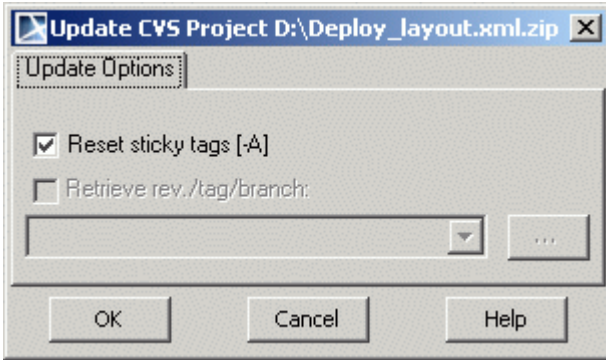 Update CVS Project D:\Deploy_layout.xml.zip
Update Options
Reset sticky tags [-A]
Retrieve rev./tag/branch:
...
OK Cancel Help